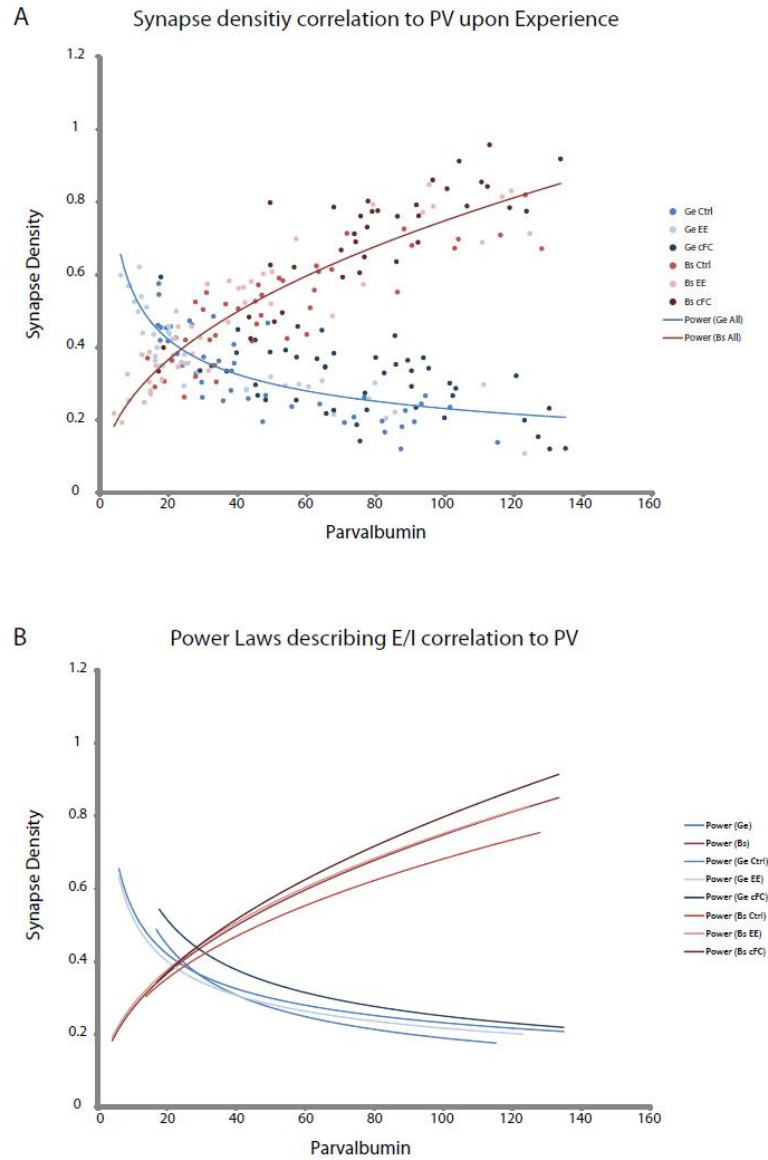 A
Synapse densitiy correlation to PV upon Experience
1.2
1
0.8
0.6
0.4
0.2
0
Synapse Density
0 20 40 60 80 100 120 140 160
Parvalbumin
Ge Ctrl
Ge EE
Ge cFC
Bs Ctrl
Bs EE
Bs cFC
Power (Ge All)
Power (Bs All)
B
Power Laws describing E/I correlation to PV
1.2
1
0.8
0.6
0.4
0.2
0
Synapse Density
0 20 40 60 80 100 120 140 160
Parvalbumin
Power (Ge)
Power (Bs)
Power (Ge Ctrl)
Power (Ge EE)
Power (Ge cFC)
Power (Bs Ctrl)
Power (Bs EE)
Power (Bs cFC)